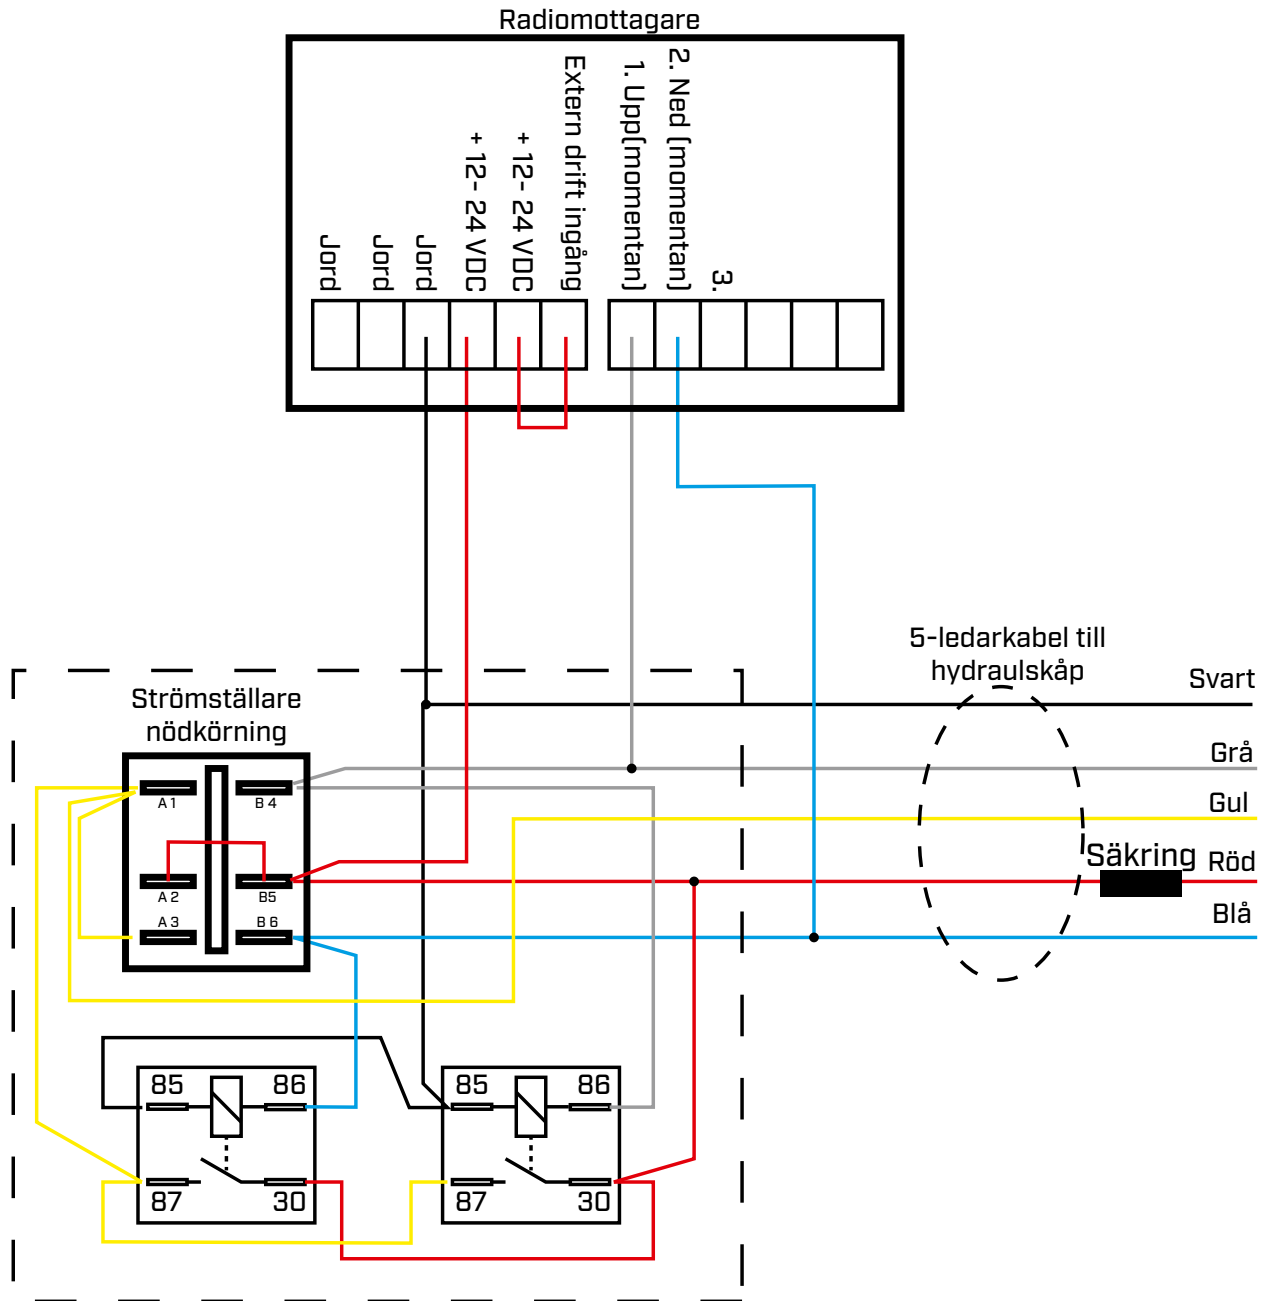 Radiomottagare
Jord
Jord
Jord
+ 12- 24 VDC
+ 12- 24 VDC
Extern drift ingång
1. Upp(momentan)
2. Ned (momentan)
3.
5-ledarkabel till
hydraulskåp
Svart
Grå
Gul
Säkring
Röd
Blå
Strömställare
nödkörning
A 1
B 4
A 2
B5
A 3
B 6
85
86
87
30
85
86
87
30